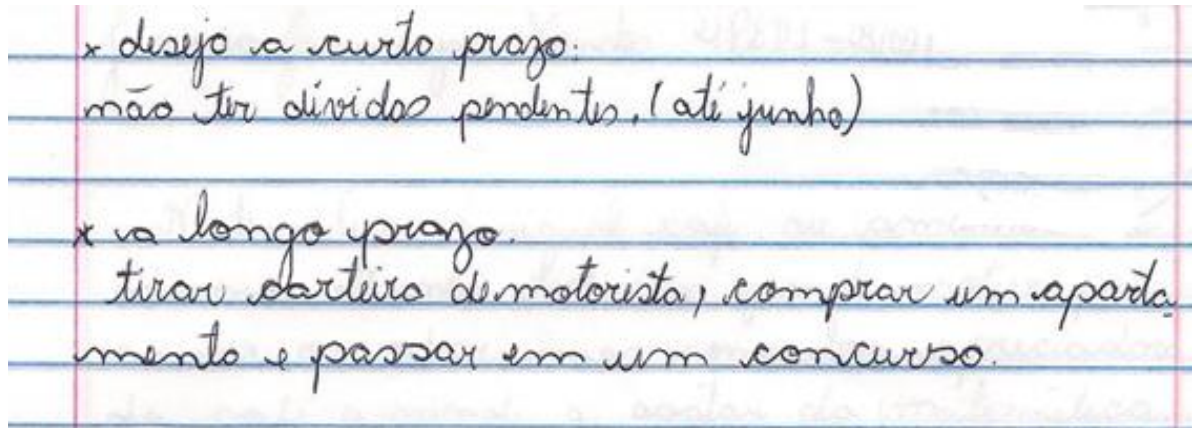 x desejo a curto prazo:
não ter dívidas pendentes. (até junho)
x a longo prazo.
tirar carteira de motorista, comprar um aparta-
mento e passar em um concurso.